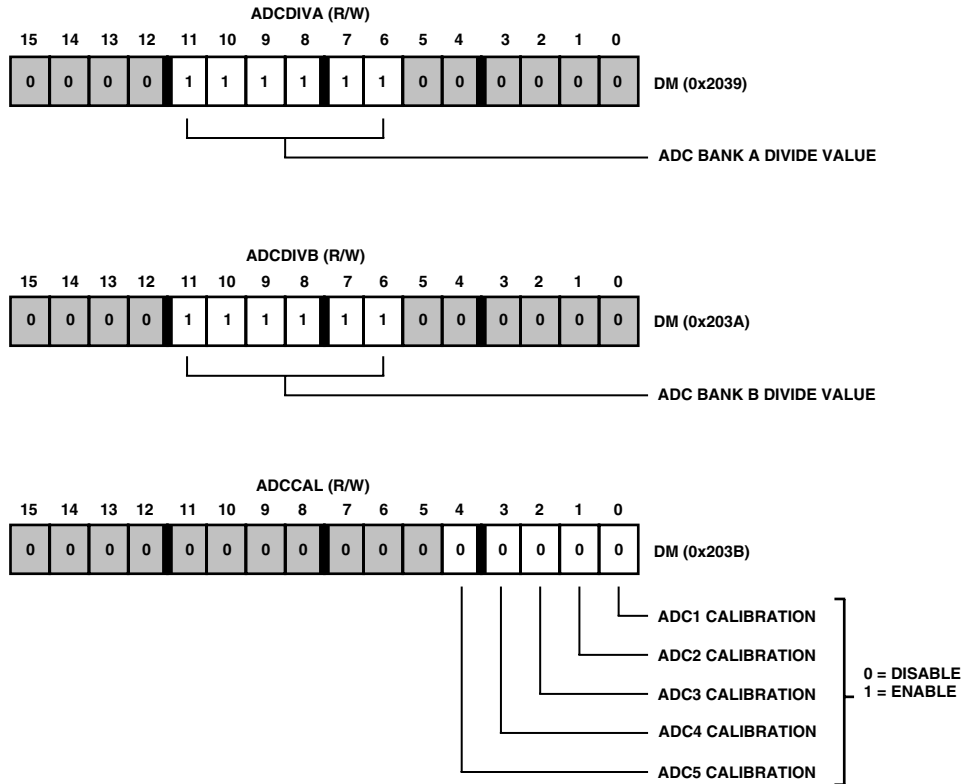 ADCDIVA (R/W)
15 14 13 12 11 10 9 8 7 6 5 4 3 2 1 0
0 0 0 0 1 1 1 1 1 1 0 0 0 0 0 0 DM (0x2039)
ADC BANK A DIVIDE VALUE
ADCDIVB (R/W)
15 14 13 12 11 10 9 8 7 6 5 4 3 2 1 0
0 0 0 0 1 1 1 1 1 1 0 0 0 0 0 0 DM (0x203A)
ADC BANK B DIVIDE VALUE
ADCCAL (R/W)
15 14 13 12 11 10 9 8 7 6 5 4 3 2 1 0
0 0 0 0 0 0 0 0 0 0 0 0 0 0 0 0 DM (0x203B)
ADC1 CALIBRATION
ADC2 CALIBRATION
ADC3 CALIBRATION
ADC4 CALIBRATION
ADC5 CALIBRATION
0 = DISABLE
1 = ENABLE